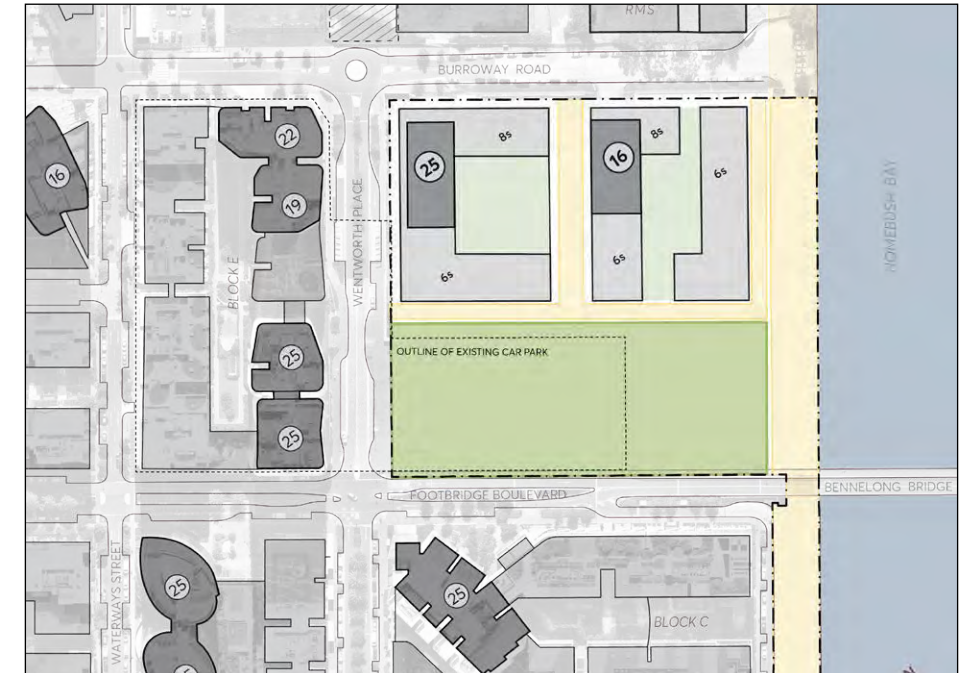 RMS
BURROWAY ROAD
22
25
8s
16
8s
6s
16
19
WENTWORTH PLACE
BLOCK E
HOMEBUSH BAY
6s
6s
25
OUTLINE OF EXISTING CAR PARK
25
FOOTBRIDGE BOULEVARD
BENNELONG BRIDGE
WATERWAYS STREET
25
25
BLOCK C